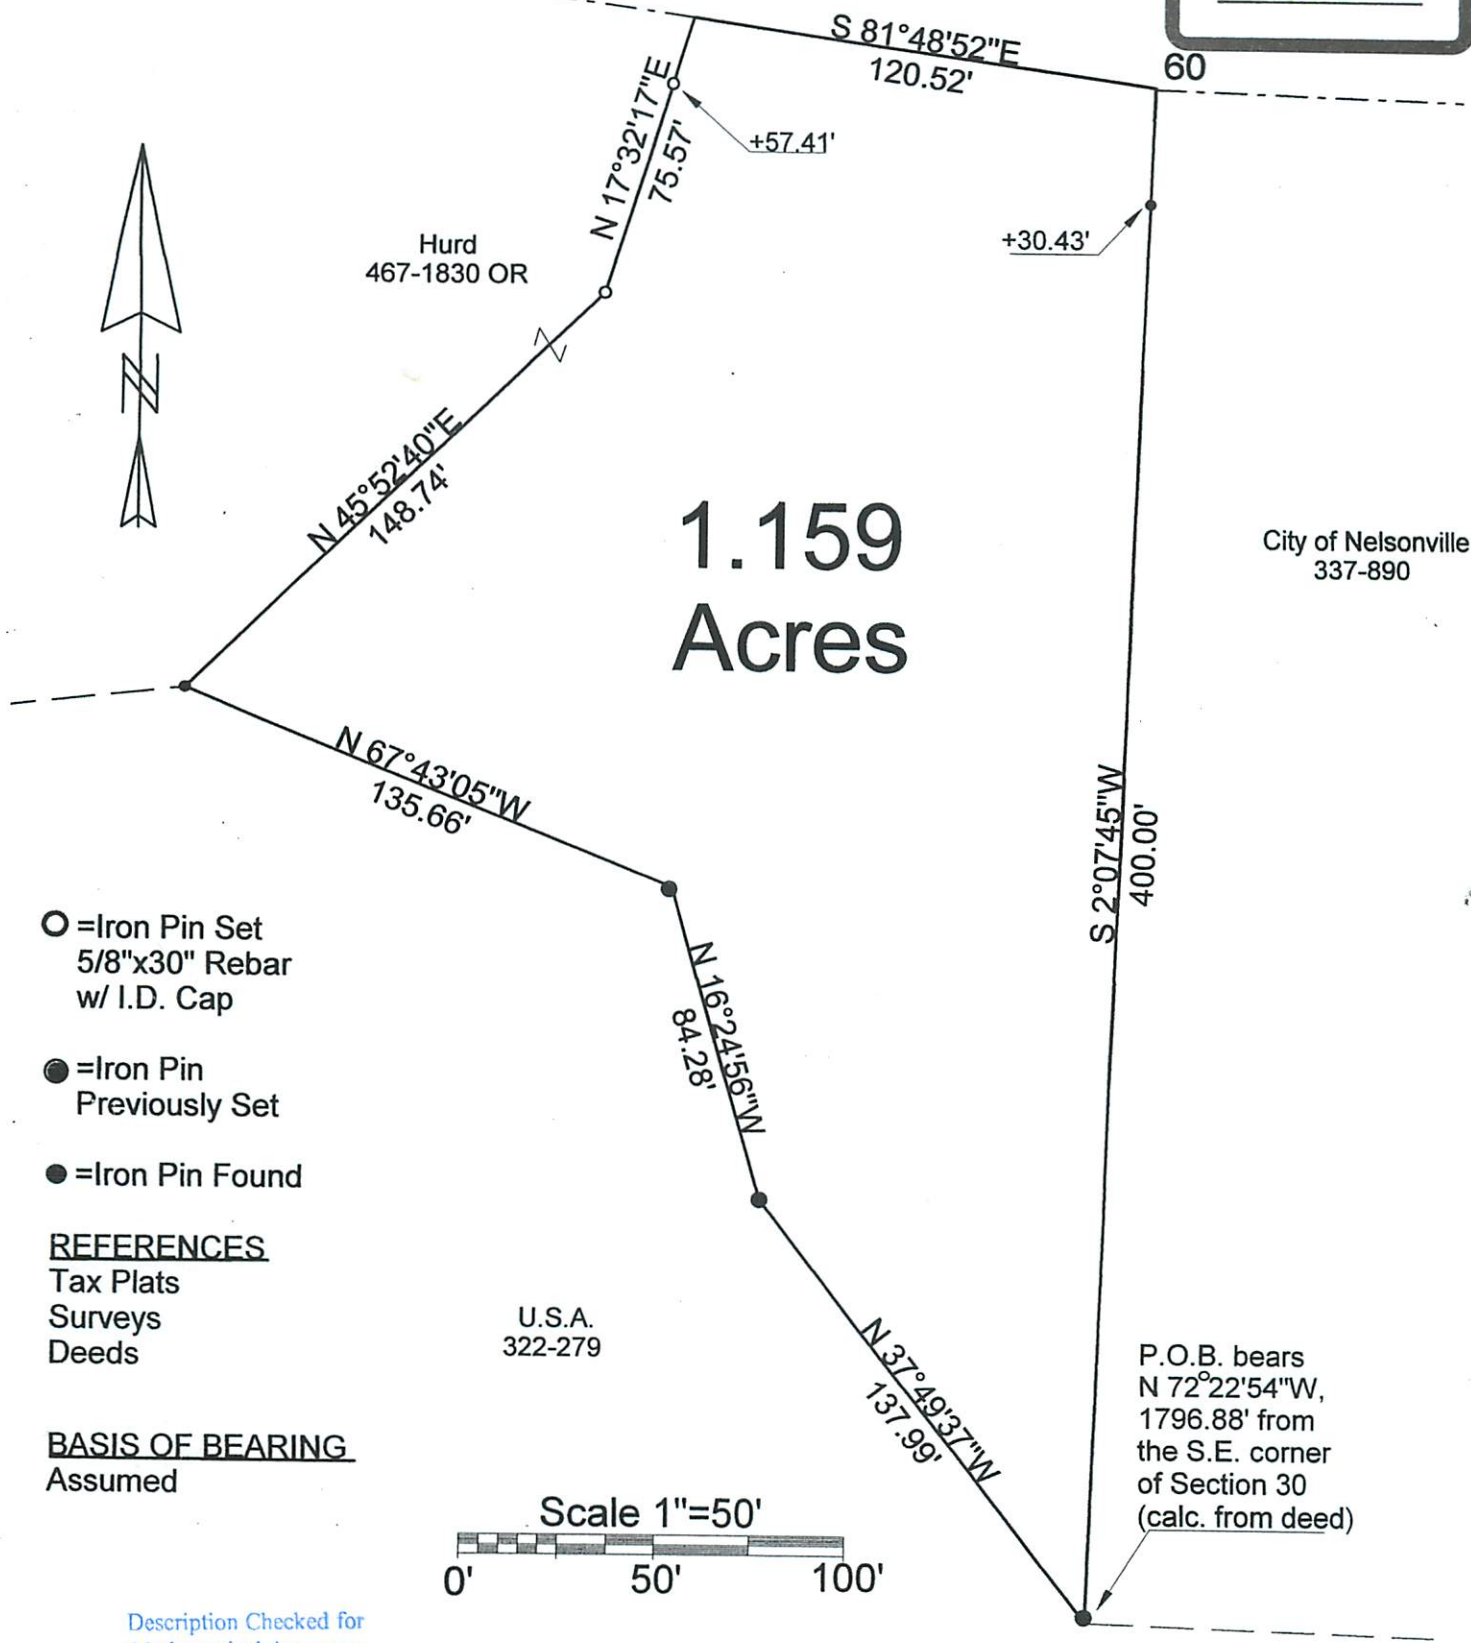 S 81°48'52"E
120.52'
60
N 17°32'17"E
75.57'
+57.41'
+30.43'
Hurd
467-1830 OR
N
N 45°52'40"E
148.74'
1.159
Acres
City of Nelsonville
337-890
N 67°43'05"W
135.66'
S 2°07'45"W
400.00'
=Iron Pin Set
5/8"x30" Rebar
w/ I.D. Cap
N 16°24'56"W
84.28'
=Iron Pin
Previously Set
=Iron Pin Found
REFERENCES
Tax Plats
Surveys
Deeds
U.S.A.
322-279
N 37°49'37"W
137.99'
P.O.B. bears
N 72°22'54"W,
1796.88' from
the S.E. corner
of Section 30
(calc. from deed)
BASIS OF BEARING
Assumed
Scale 1"=50'
0' 50' 100'
Description Checked for